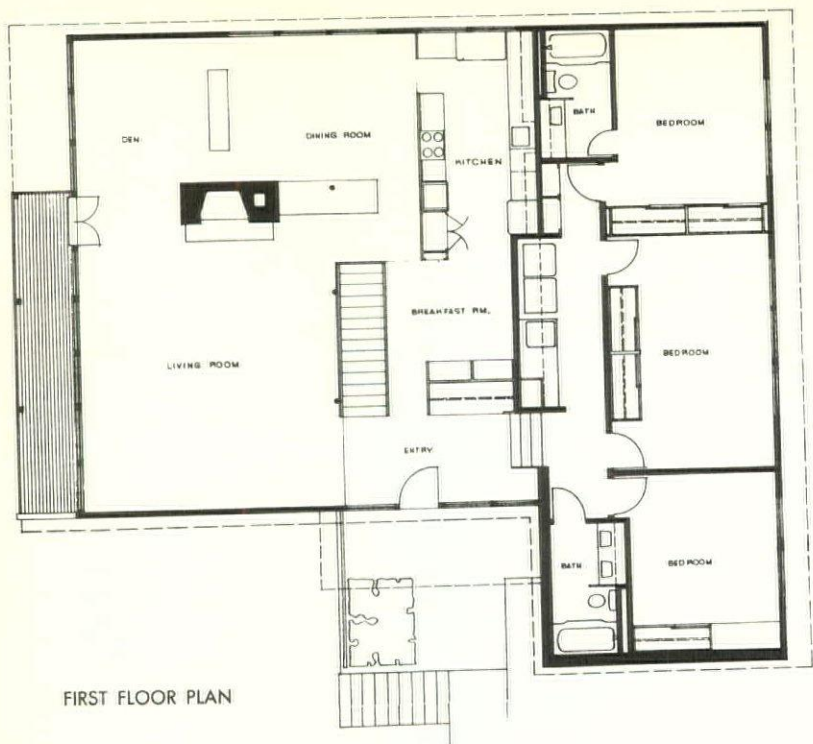 BATH
BEDROOM
DEN
DINING ROOM
KITCHEN
BREAKFAST RM.
LIVING ROOM
BEDROOM
ENTRY
BATH
BEDROOM
FIRST FLOOR PLAN